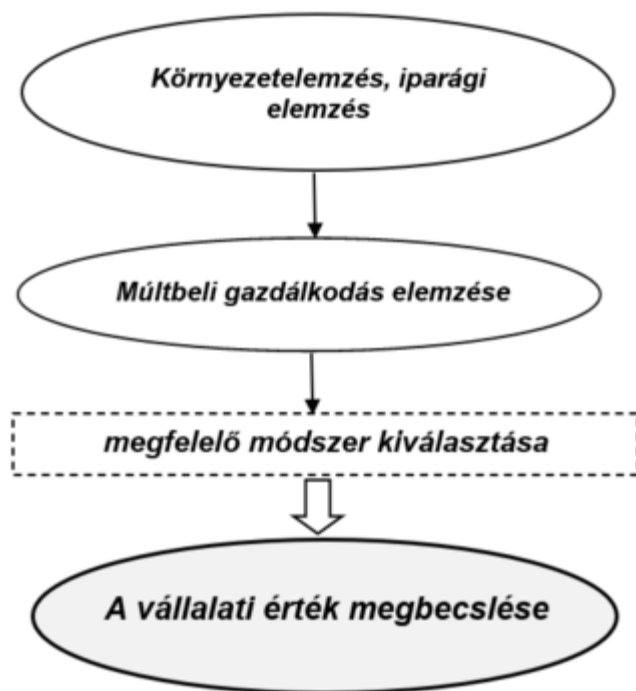 Környezetelemzés, iparági
elemzés
Múltbeli gazdálkodás elemzése
megfelelő módszer kiválasztása
A vállalati érték megbecslése